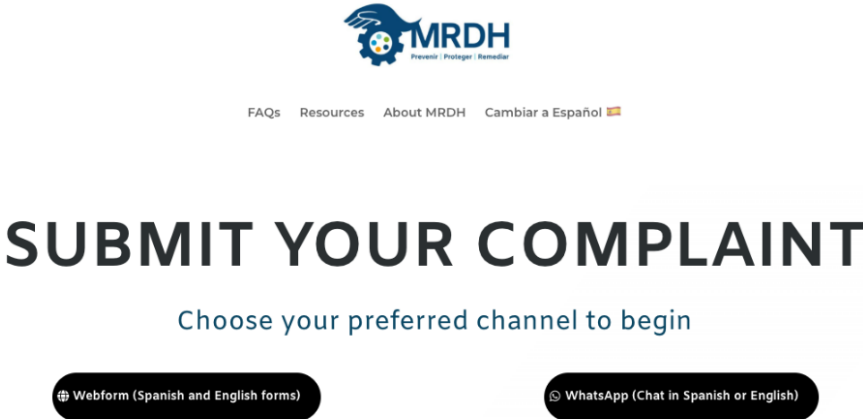 MRDH
Prevenir | Proteger | Remediar
FAQs Resources About MRDH Cambiar a Español
SUBMIT YOUR COMPLAINT
Choose your preferred channel to begin
Webform (Spanish and English forms)
WhatsApp (Chat in Spanish or English)